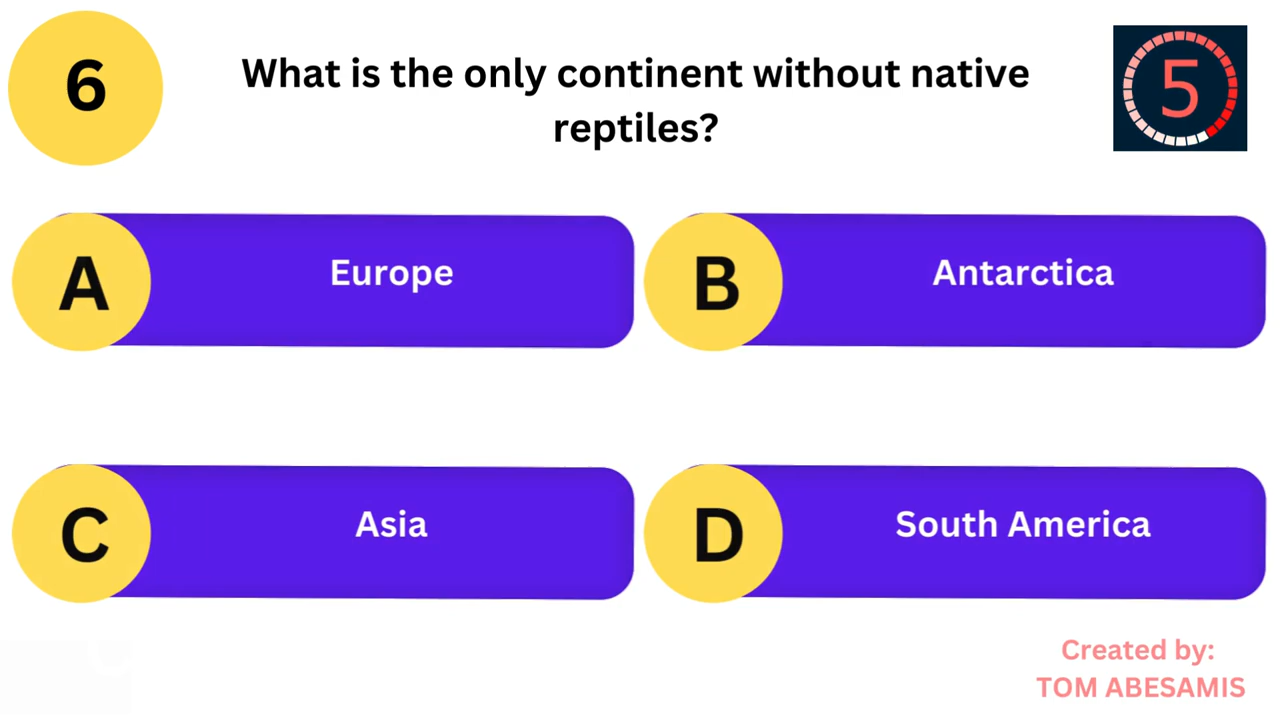 6
What is the only continent without native
reptiles?
5
A
Europe
B
Antarctica
C
Asia
D
South America
Created by:
TOM ABESAMIS